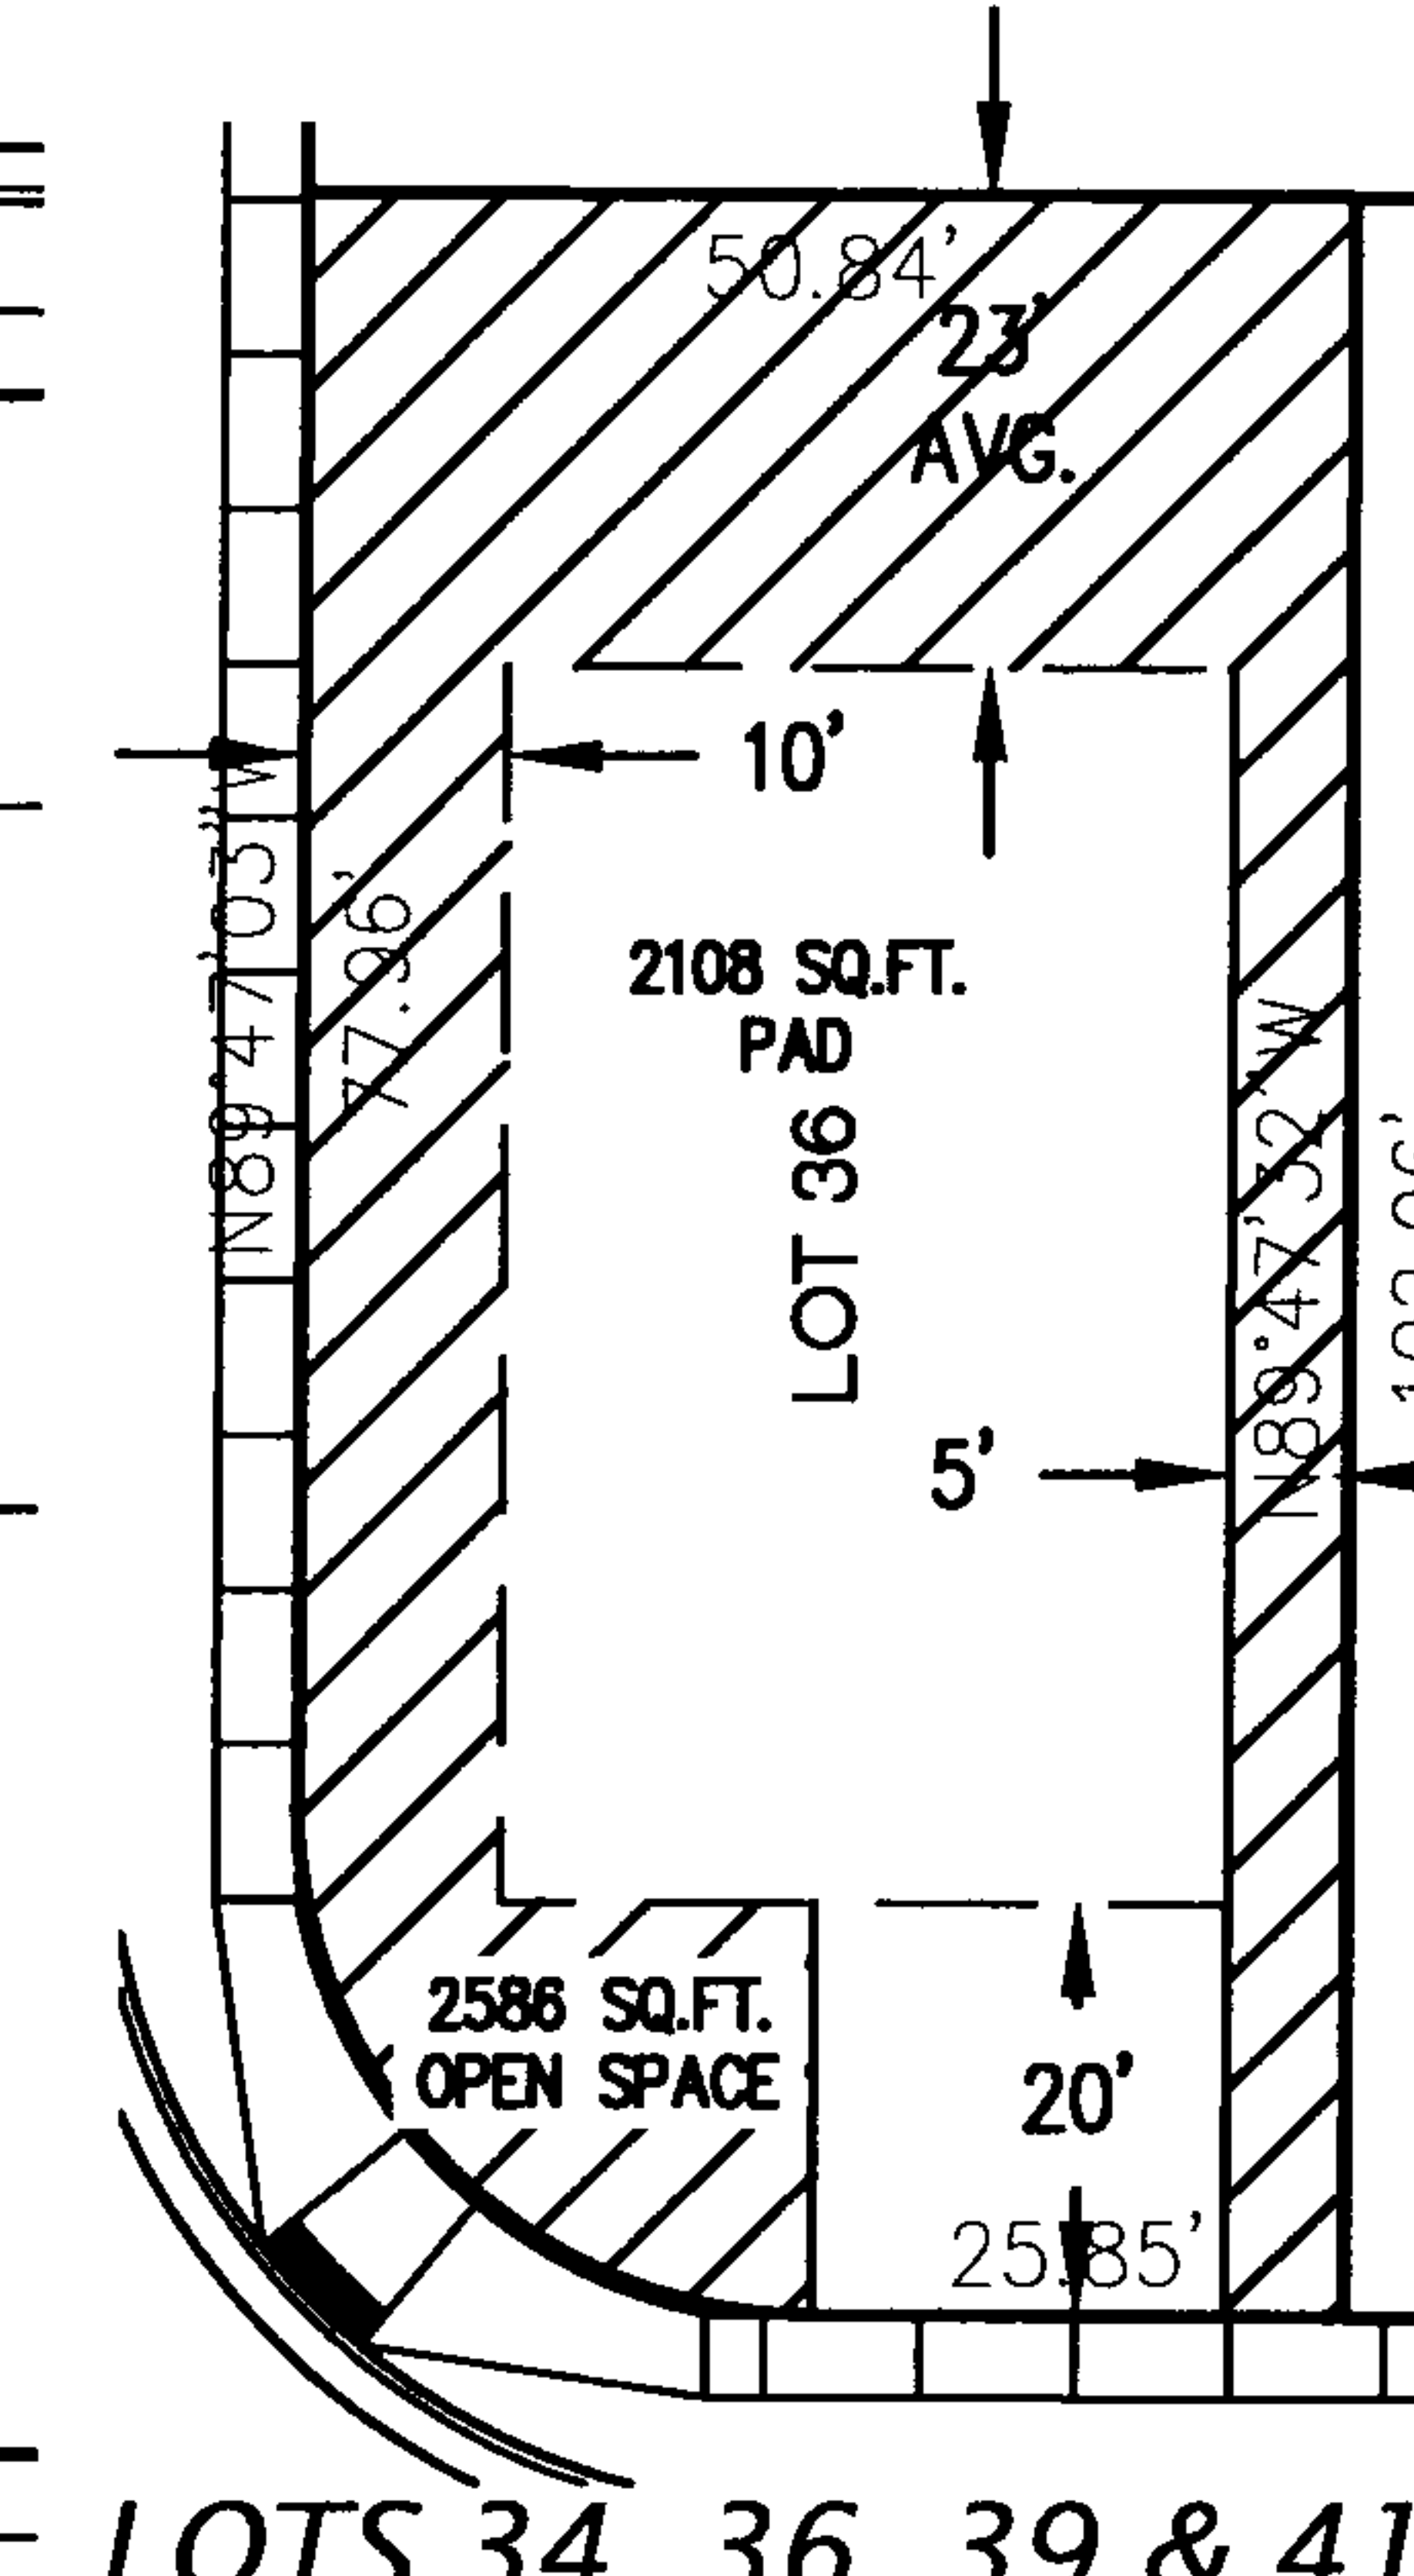 50.84'
23'
AVG.
10'
N89°47'03"W
77.96'
2108 SQ.FT.
PAD
LOT 36
N89°47'32"W
5'
2586 SQ.FT.
OPEN SPACE
20'
25.85'
LOTS 34, 36, 39 & 41